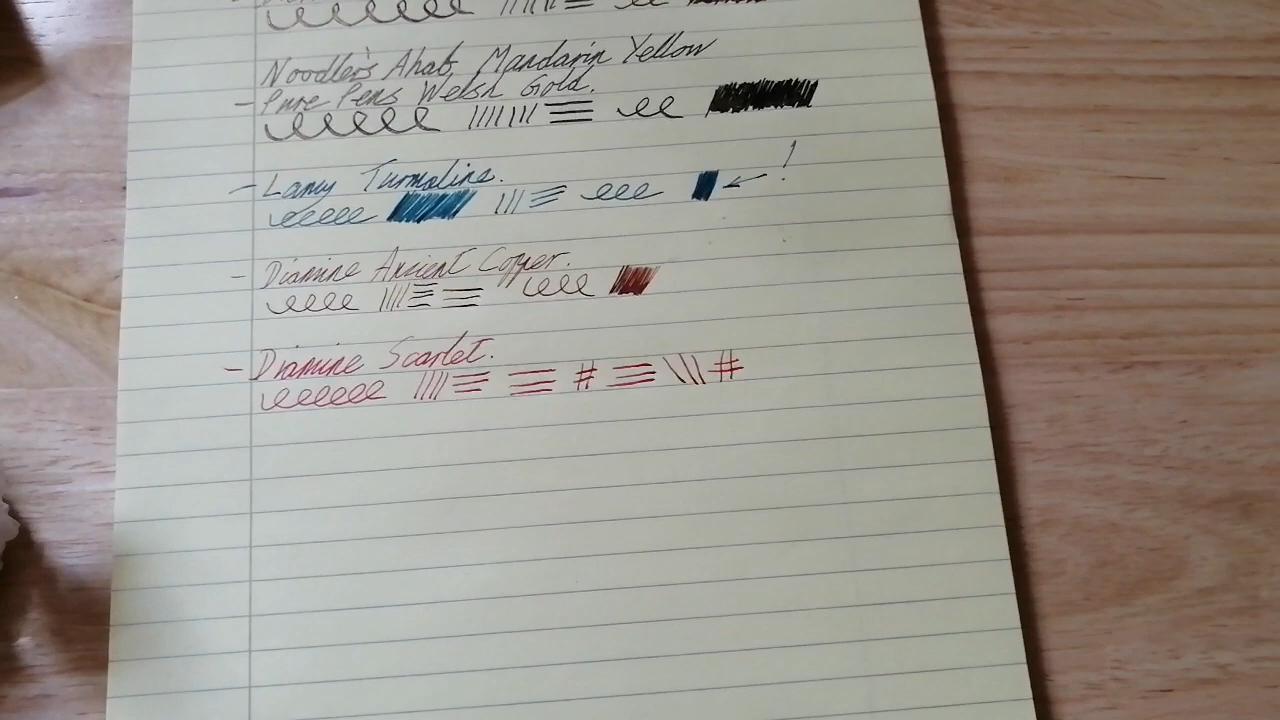 Noodler's Ahab, Mandarin Yellow
- Pure Pens Welsh Gold.
- Lamy Turmaline.
!
- Diamine Ancient Copper.
- Diamine Scarlet.
# #